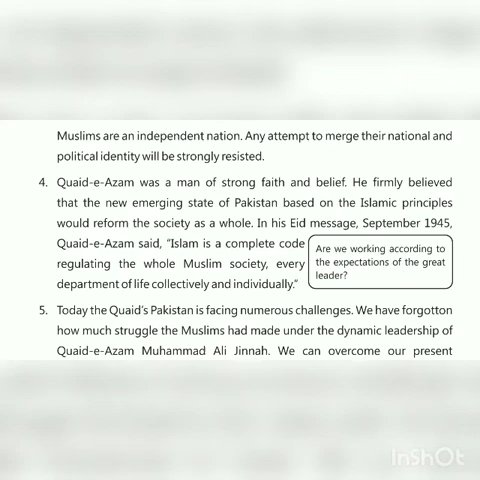 Muslims are an independent nation. Any attempt to merge their national and
political identity will be strongly resisted.
4. Quaid-e-Azam was a man of strong faith and belief. He firmly believed
that the new emerging state of Pakistan based on the Islamic principles
would reform the society as a whole. In his Eid message, September 1945,
Quaid-e-Azam said, "Islam is a complete code
regulating the whole Muslim society, every
department of life collectively and individually."
Are we working according to
the expectations of the great
leader?
5. Today the Quaid's Pakistan is facing numerous challenges. We have forgotton
how much struggle the Muslims had made under the dynamic leadership of
Quaid-e-Azam Muhammad Ali Jinnah. We can overcome our present
InShOt